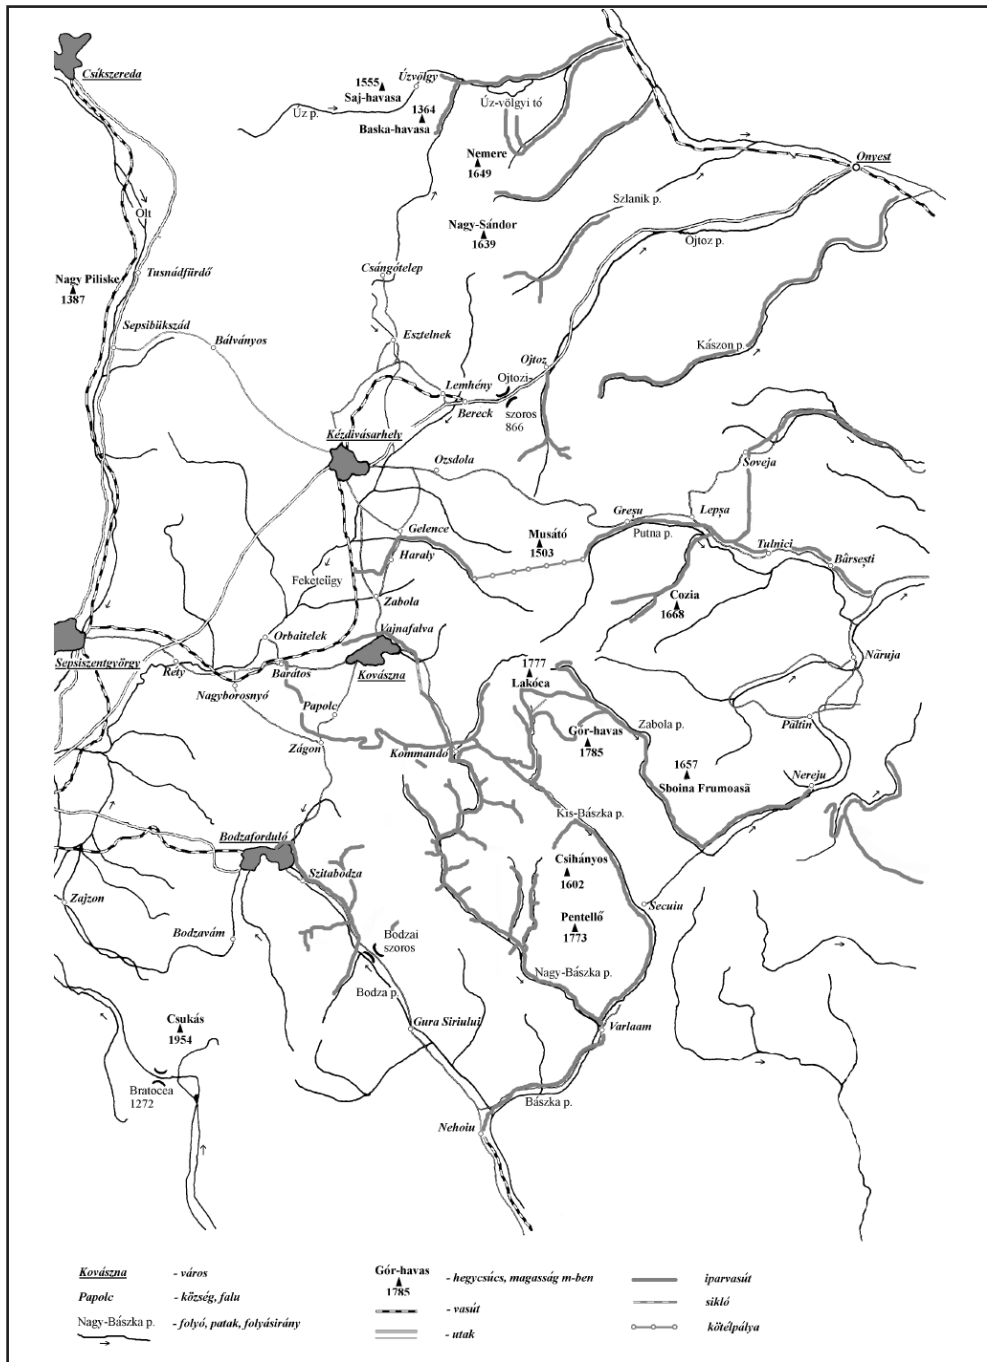 Csíkszereda
1555
Saj-havasa
Úzvölgy
Úz p.
1364
Baska-havasa
Úz-völgyi tó
Nemere
1649
Onyest
Olt
Szlanik p.
Nagy-Sándor
1639
Ojtoz p.
Csángótelep
Tusnádfürdő
Nagy Piliske
1387
Sepsibükszád
Bálványos
Esztelnek
Kászon p.
Ojtoz
Lemhény
Ojtozi-
szoros
866
Bereck
Kézdivásárhely
Ozsdola
Soveja
Greșu
Lepșa
Putna p.
Gelence
Musátó
1503
Haraly
Tulnici
Bârsești
Feketeügy
Zabola
Cozia
1668
Vajnafalva
Orbaitelek
Sepsiszentgyörgy
Réty
Barátos
Kovászna
1777
Lakóca
Năruja
Nagyborosnyó
Papolc
Zabola p.
Păltin
Zágon
Kommandó
Gór-havas
1785
1657
Sboina Frumoasă
Nereju
Kis-Bászka p.
Bodzaforduló
Csihányos
1602
Szitabodza
Zajzon
Secuiu
Pentelló
1773
Bodzavám
Bodzai
szoros
Nagy-Bászka p.
Bodza p.
Csukás
1954
Gura Siriului
Varlaam
Bratocea
1272
Bászka p.
Nehoiu
Kovászna - város
Papolc - község, falu
Nagy-Bászka p. - folyó, patak, folyásirány
Gór-havas
1785
- hegycsúcs, magasság m-ben
- vasút
- utak
iparvasút
sikló
kötélpálya